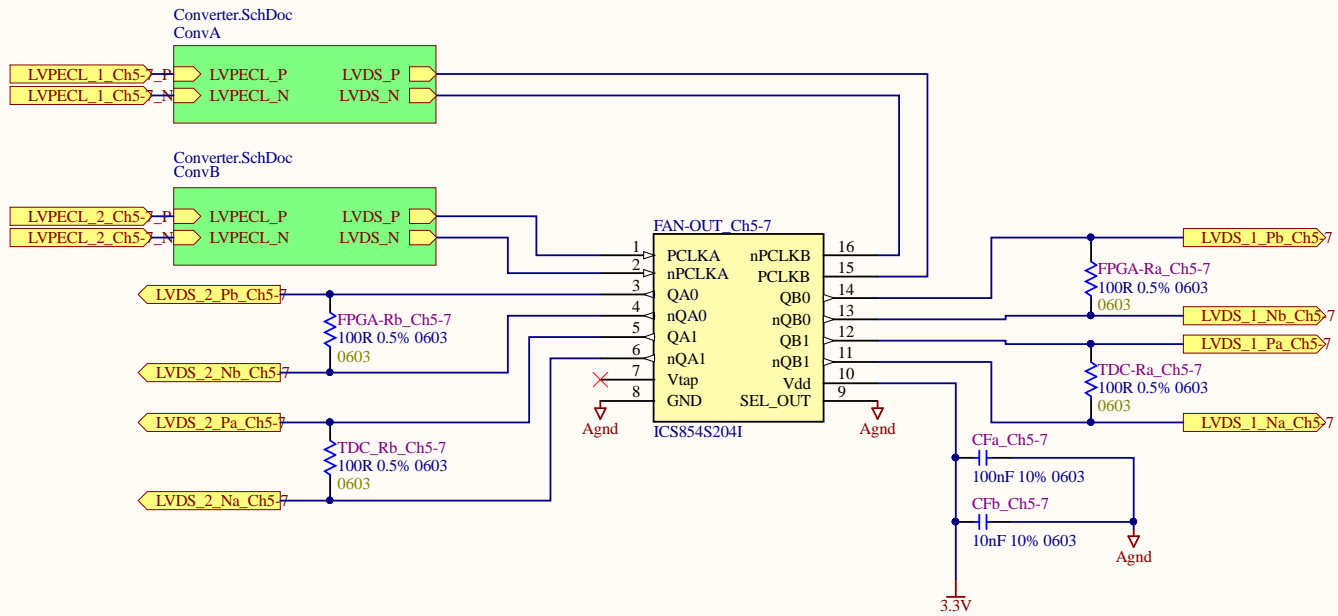 Converter.SchDoc
ConvA
LVPECL_1_Ch5-7_P
LVPECL_P
LVDS_P
LVPECL_1_Ch5-7_N
LVPECL_N
LVDS_N
Converter.SchDoc
ConvB
LVPECL_2_Ch5-7_P
LVPECL_P
LVDS_P
LVPECL_2_Ch5-7_N
LVPECL_N
LVDS_N
FAN-OUT_Ch5-7
1
PCLKA
nPCLKB
16
2
nPCLKA
PCLKB
15
3
QA0
QB0
14
4
nQA0
nQB0
13
5
QA1
QB1
12
6
nQA1
nQB1
11
7
Vtap
Vdd
10
8
GND
SEL_OUT
9
ICS854S204I
Agnd
Agnd
LVDS_2_Pb_Ch5-7
FPGA-Rb_Ch5-7
100R 0.5% 0603
0603
LVDS_2_Nb_Ch5-7
LVDS_2_Pa_Ch5-7
TDC_Rb_Ch5-7
100R 0.5% 0603
0603
LVDS_2_Na_Ch5-7
LVDS_1_Pb_Ch5-7
FPGA-Ra_Ch5-7
100R 0.5% 0603
0603
LVDS_1_Nb_Ch5-7
LVDS_1_Pa_Ch5-7
TDC-Ra_Ch5-7
100R 0.5% 0603
0603
LVDS_1_Na_Ch5-7
CFa_Ch5-7
100nF 10% 0603
CFb_Ch5-7
10nF 10% 0603
Agnd
3.3V